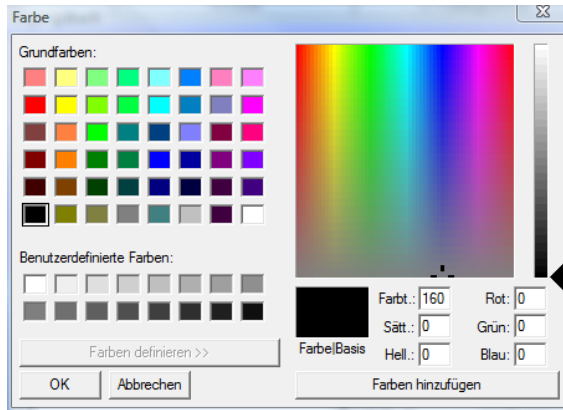 Farbe
Grundfarben:
Benutzerdefinierte Farben:
Farben definieren >>
OK
Abbrechen
Farbe|Basis
Farbt.: 160
Sätt.: 0
Hell.: 0
Rot: 0
Grün: 0
Blau: 0
Farben hinzufügen